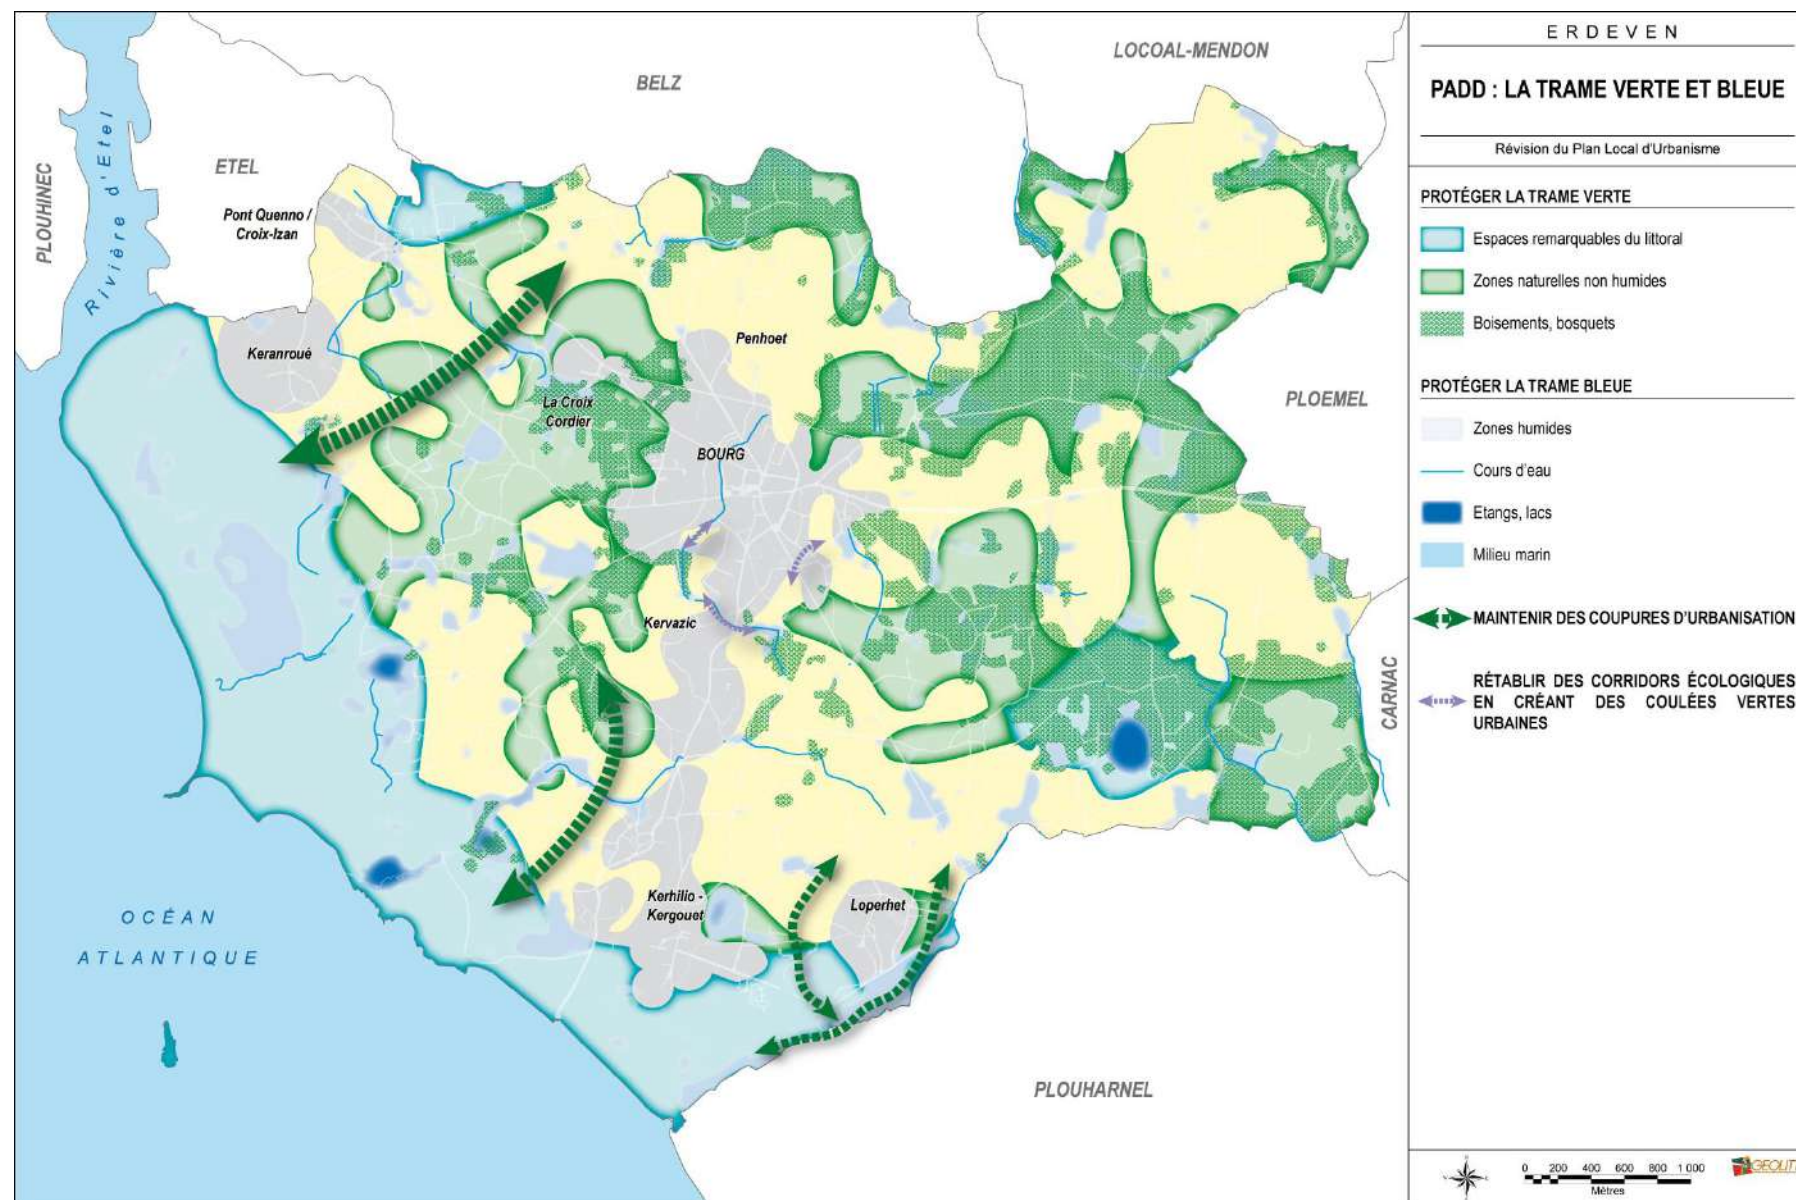 LOCOAL-MENDON
BELZ
ETEL
PLOUHINEC
Rivière d'Etel
Pont Quenno /
Croix-Izan
Keranroué
Penhoet
La Croix
Cordier
BOURG
PLOEMEL
Kervazic
CARNAC
Kerhilio -
Kergouet
Loperhet
OCÉAN
ATLANTIQUE
PLOUHARNEL
ERDEVEN
PADD : LA TRAME VERTE ET BLEUE
Révision du Plan Local d'Urbanisme
PROTÉGER LA TRAME VERTE
Espaces remarquables du littoral
Zones naturelles non humides
Boisements, bosquets
PROTÉGER LA TRAME BLEUE
Zones humides
Cours d'eau
Etangs, lacs
Milieu marin
MAINTENIR DES COUPURES D'URBANISATION
RÉTABLIR DES CORRIDORS ÉCOLOGIQUES
EN CRÉANT DES COULÉES VERTES
URBAINES
0 200 400 600 800 1 000
Mètres
GEOLIT